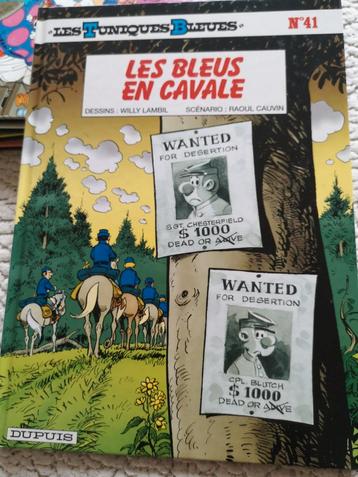 LES TUNIQUES BLEUES
N°41
LES BLEUS
EN CAVALE
DESSINS : WILLY LAMBIL
SCÉNARIO : RAOUL CAUVIN
WANTED
FOR DESERTION
SGT. CHESTERFIELD
$ 1000
DEAD OR ALIVE
WANTED
FOR DESERTION
CPL. BLUTCH
$ 1000
DEAD OR ALIVE
DUPUIS